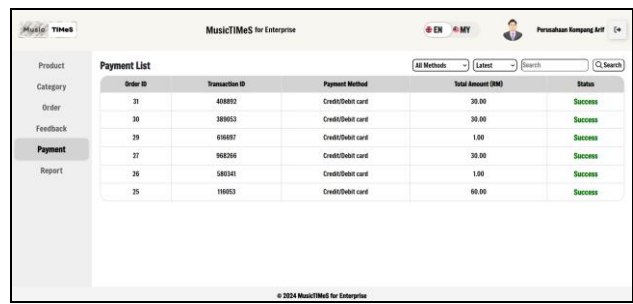 Music TIMeS
MusicTIMeS for Enterprise
EN MY
Perusahaan Kompang Arif
Product
Category
Order
Feedback
Payment
Report
Payment List
All Methods Latest Search Search
Order ID Transaction ID Payment Method Total Amount (RM) Status
31 408892 Credit/Debit card 30.00 Success
30 389053 Credit/Debit card 30.00 Success
29 616697 Credit/Debit card 1.00 Success
27 968266 Credit/Debit card 30.00 Success
26 580341 Credit/Debit card 1.00 Success
25 116053 Credit/Debit card 60.00 Success
© 2024 MusicTIMeS for Enterprise